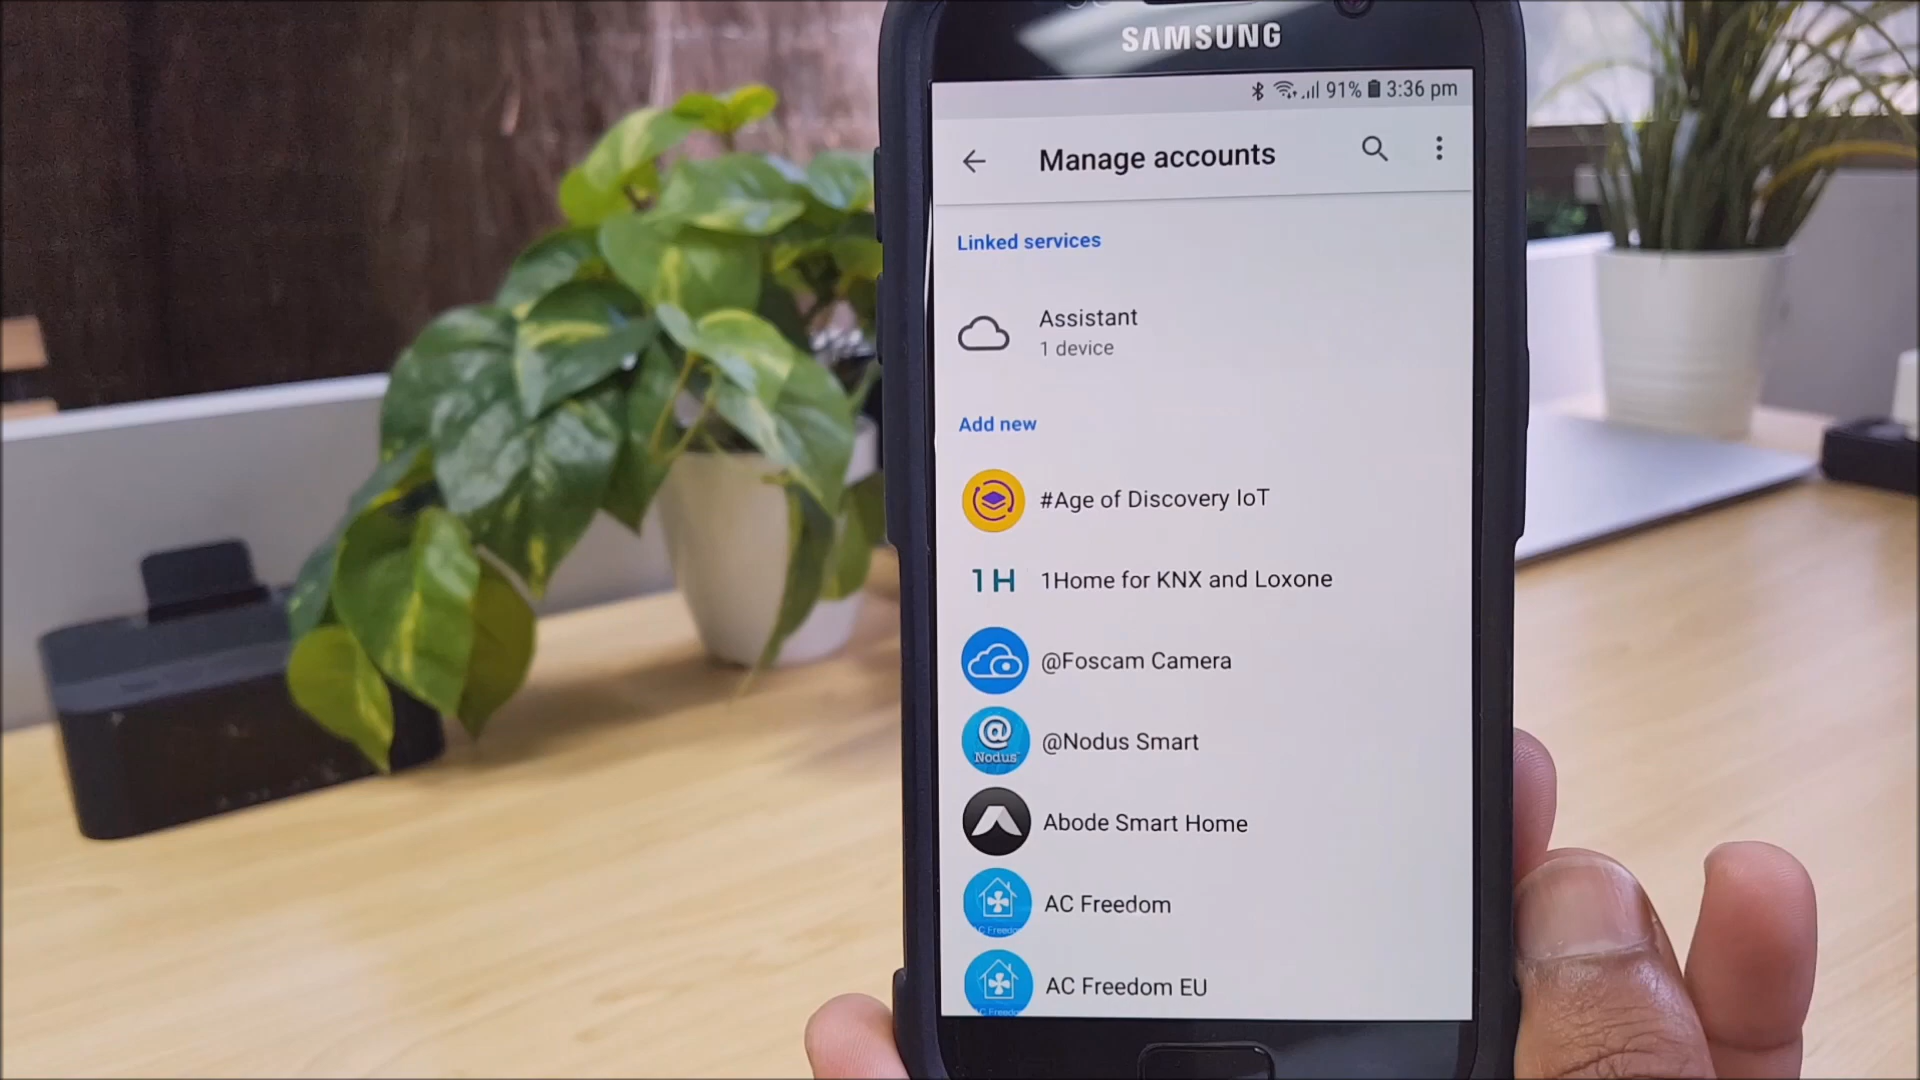 SAMSUNG
91% 3:36 pm
Manage accounts
Linked services
Assistant
1 device
Add new
#Age of Discovery IoT
1H 1Home for KNX and Loxone
@Foscam Camera
@ Nodus
@Nodus Smart
Abode Smart Home
AC Freedom
AC Freedom EU